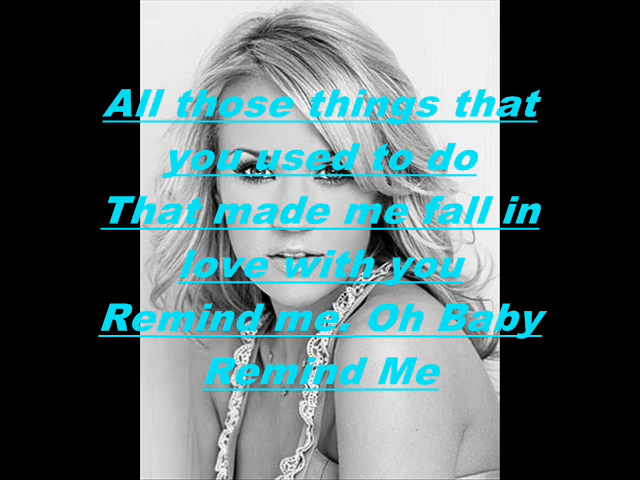 All those things that
you used to do
That made me fall in
love with you
Remind me. Oh Baby
Remind Me